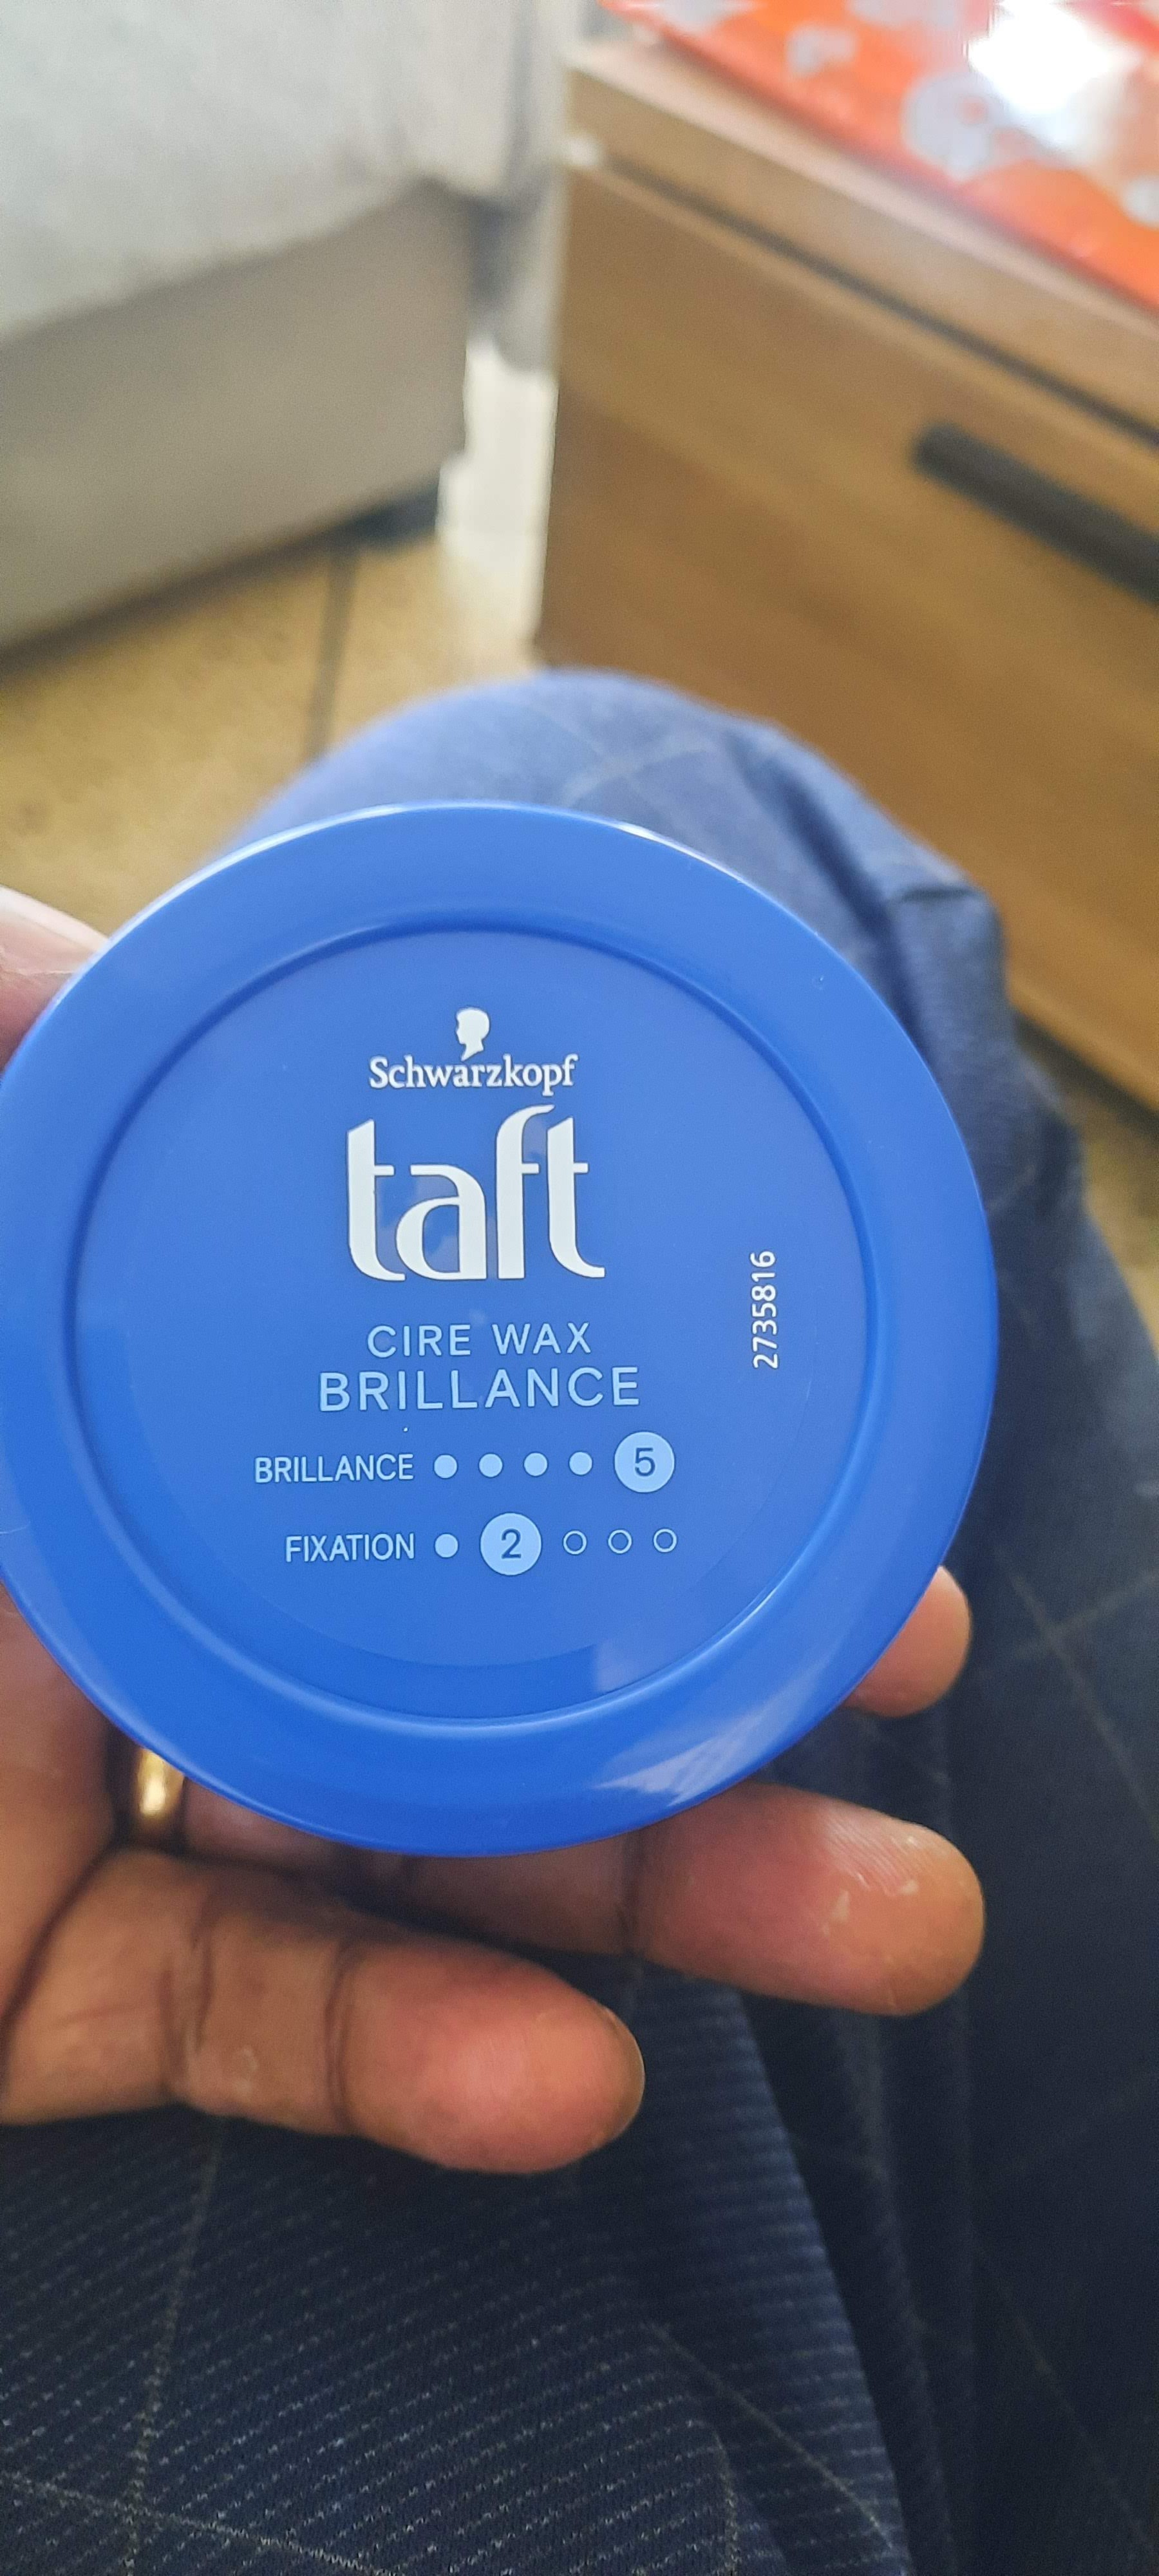 Schwarzkopf
taft
CIRE WAX
BRILLANCE
BRILLANCE 5
FIXATION 2
2735816